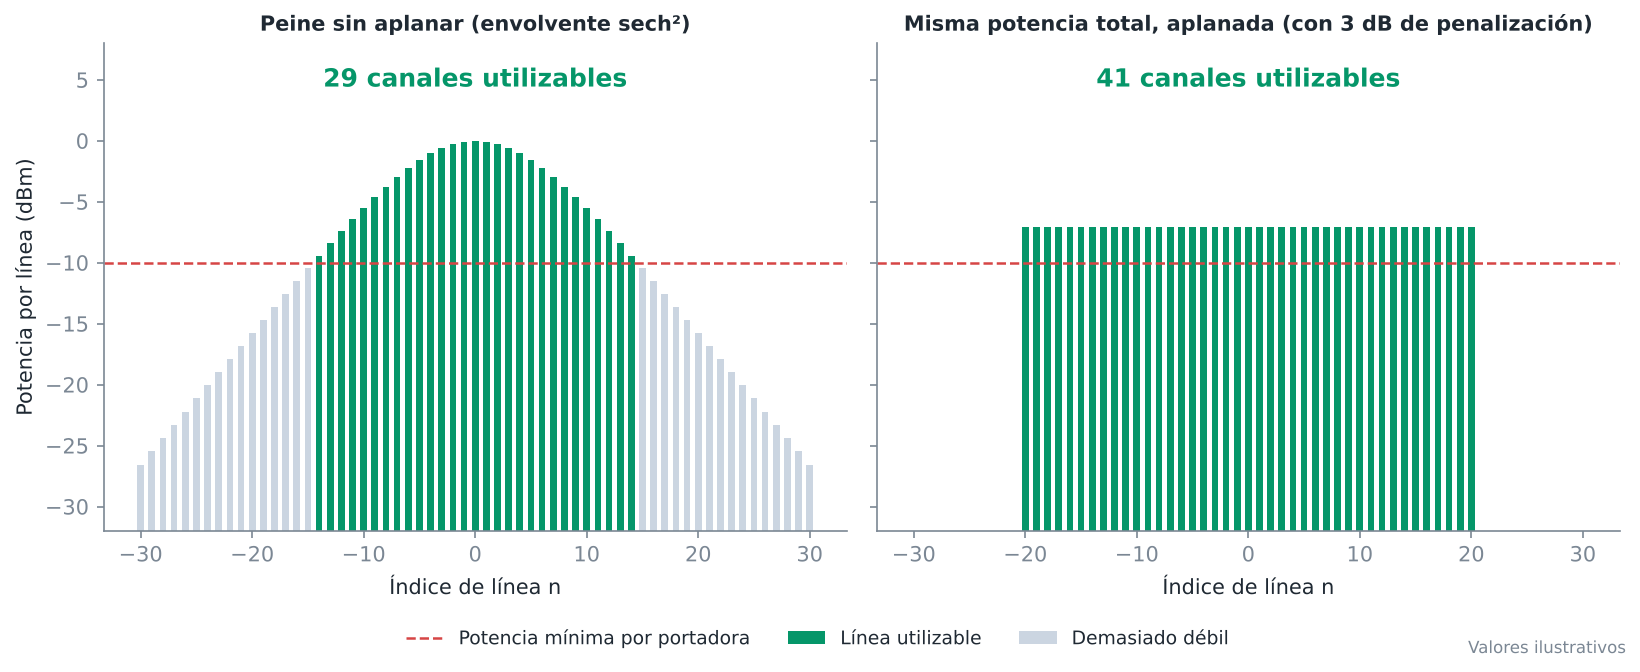 Peine sin aplanar (envolvente sech²)
29 canales utilizables
Potencia por línea (dBm)
5
0
−5
−10
−15
−20
−25
−30
−30 −20 −10 0 10 20 30
Índice de línea n
Misma potencia total, aplanada (con 3 dB de penalización)
41 canales utilizables
−30 −20 −10 0 10 20 30
Índice de línea n
Potencia mínima por portadora Línea utilizable Demasiado débil
Valores ilustrativos